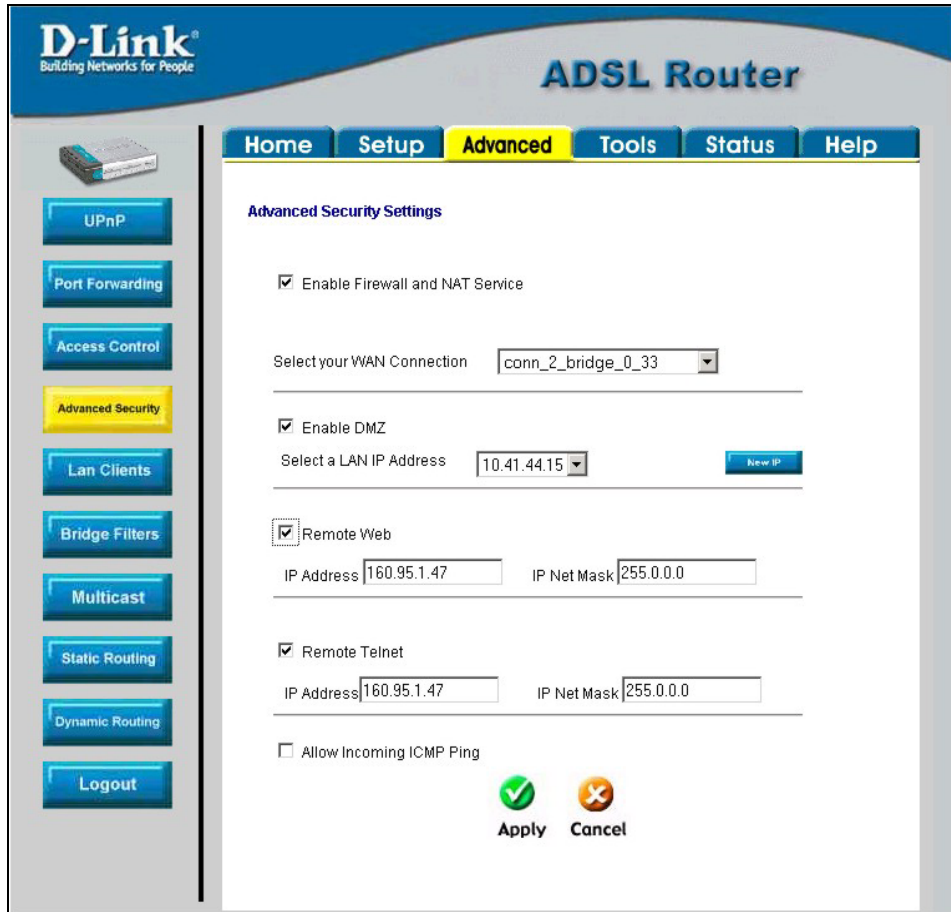 D-Link®
Building Networks for People
ADSL Router
Home Setup Advanced Tools Status Help
UPnP
Port Forwarding
Access Control
Advanced Security
Lan Clients
Bridge Filters
Multicast
Static Routing
Dynamic Routing
Logout
Advanced Security Settings
Enable Firewall and NAT Service
Select your WAN Connection conn_2_bridge_0_33
Enable DMZ
Select a LAN IP Address 10.41.44.15 New IP
Remote Web
IP Address 160.95.1.47 IP Net Mask 255.0.0.0
Remote Telnet
IP Address 160.95.1.47 IP Net Mask 255.0.0.0
Allow Incoming ICMP Ping
Apply Cancel